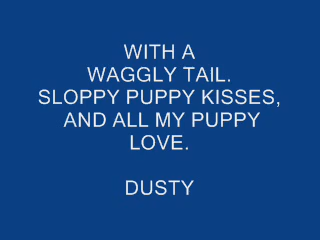 WITH A
WAGGLY TAIL.
SLOPPY PUPPY KISSES,
AND ALL MY PUPPY
LOVE.
DUSTY